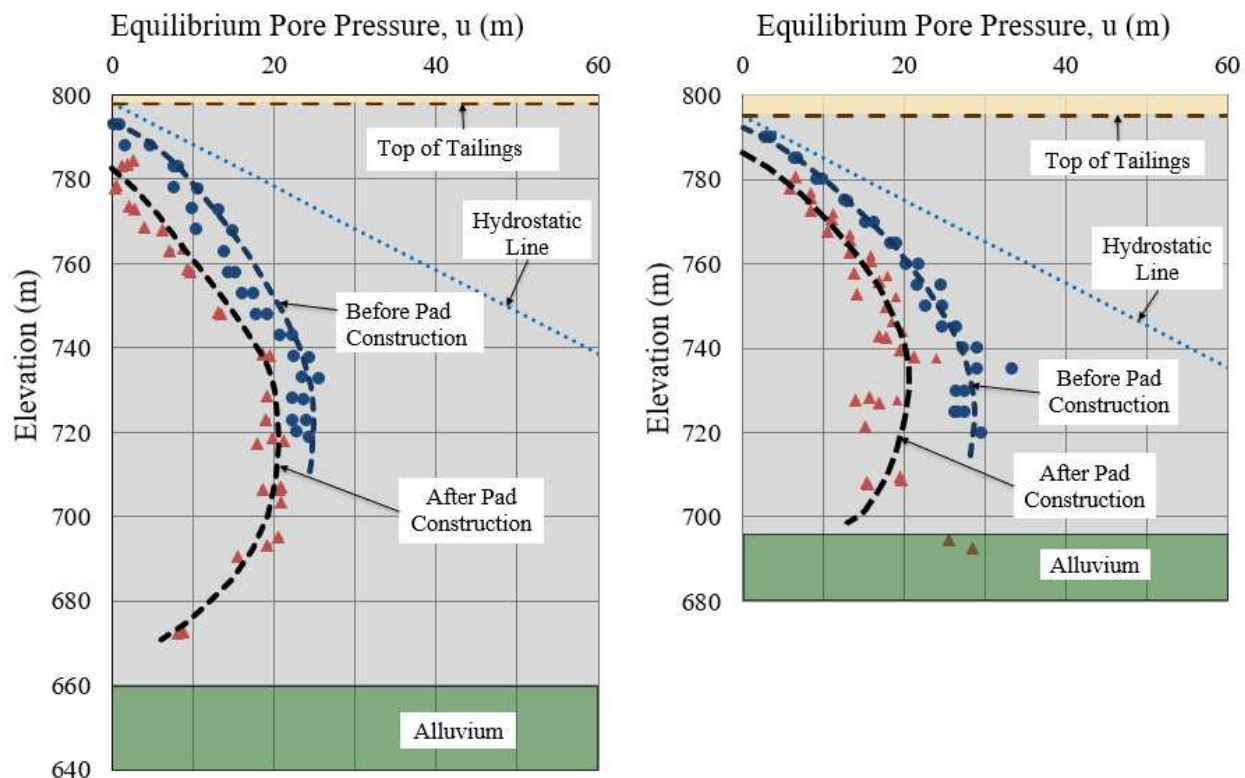 Equilibrium Pore Pressure, u (m)
0 20 40 60
800
780
760
740
720
700
680
660
640
Elevation (m)
Top of Tailings
Hydrostatic
Line
Before Pad
Construction
After Pad
Construction
Alluvium
Equilibrium Pore Pressure, u (m)
0 20 40 60
800
780
760
740
720
700
680
Elevation (m)
Top of Tailings
Hydrostatic
Line
Before Pad
Construction
After Pad
Construction
Alluvium